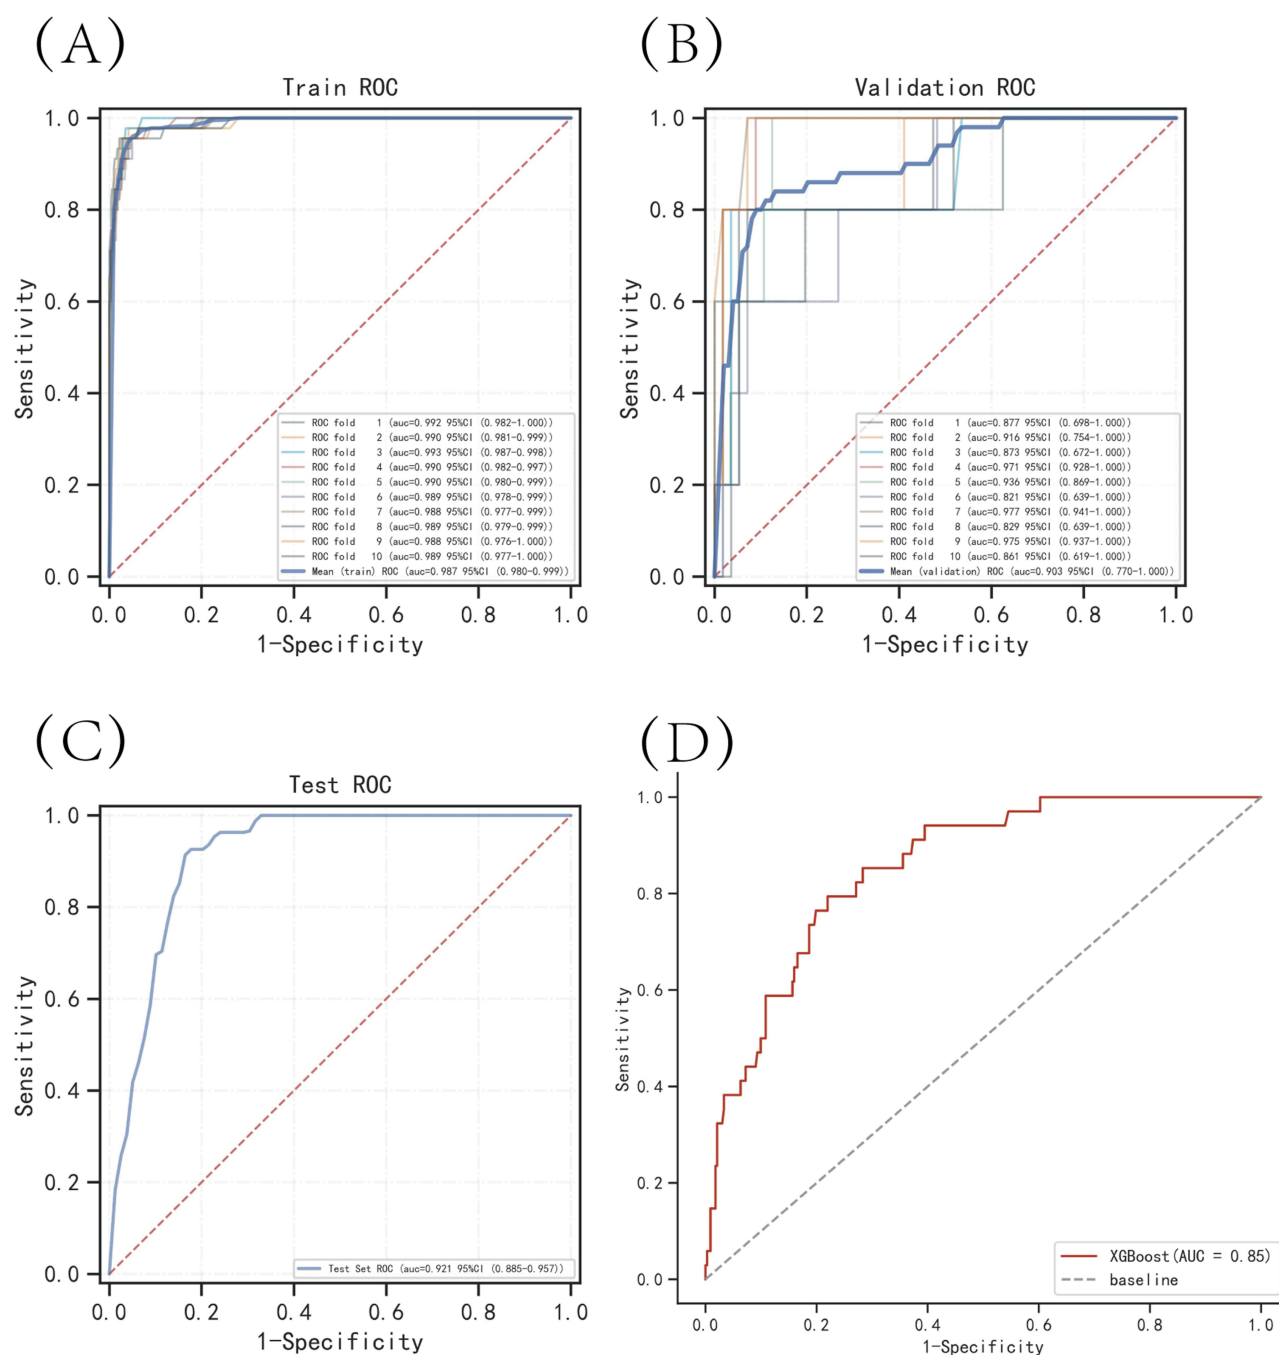 (A)
Train ROC
1.0
0.8
0.6
0.4
0.2
0.0
Sensitivity
ROC fold 1 (auc=0.992 95%CI (0.982-1.000))
ROC fold 2 (auc=0.990 95%CI (0.981-0.999))
ROC fold 3 (auc=0.993 95%CI (0.987-0.998))
ROC fold 4 (auc=0.990 95%CI (0.982-0.997))
ROC fold 5 (auc=0.990 95%CI (0.980-0.999))
ROC fold 6 (auc=0.989 95%CI (0.978-0.999))
ROC fold 7 (auc=0.988 95%CI (0.977-0.999))
ROC fold 8 (auc=0.989 95%CI (0.979-0.999))
ROC fold 9 (auc=0.988 95%CI (0.976-1.000))
ROC fold 10 (auc=0.989 95%CI (0.977-1.000))
Mean (train) ROC (auc=0.987 95%CI (0.980-0.999))
0.0 0.2 0.4 0.6 0.8 1.0
1-Specificity
(B)
Validation ROC
1.0
0.8
0.6
0.4
0.2
0.0
Sensitivity
ROC fold 1 (auc=0.877 95%CI (0.698-1.000))
ROC fold 2 (auc=0.916 95%CI (0.754-1.000))
ROC fold 3 (auc=0.873 95%CI (0.672-1.000))
ROC fold 4 (auc=0.971 95%CI (0.928-1.000))
ROC fold 5 (auc=0.936 95%CI (0.869-1.000))
ROC fold 6 (auc=0.821 95%CI (0.639-1.000))
ROC fold 7 (auc=0.977 95%CI (0.941-1.000))
ROC fold 8 (auc=0.829 95%CI (0.639-1.000))
ROC fold 9 (auc=0.975 95%CI (0.937-1.000))
ROC fold 10 (auc=0.861 95%CI (0.619-1.000))
Mean (validation) ROC (auc=0.903 95%CI (0.770-1.000))
0.0 0.2 0.4 0.6 0.8 1.0
1-Specificity
(C)
Test ROC
1.0
0.8
0.6
0.4
0.2
0.0
Sensitivity
Test Set ROC (auc=0.921 95%CI (0.885-0.957))
0.0 0.2 0.4 0.6 0.8 1.0
1-Specificity
(D)
1.0
0.8
0.6
0.4
0.2
0.0
Sensitivity
XGBoost(AUC = 0.85)
baseline
0.0 0.2 0.4 0.6 0.8 1.0
1-Specificity